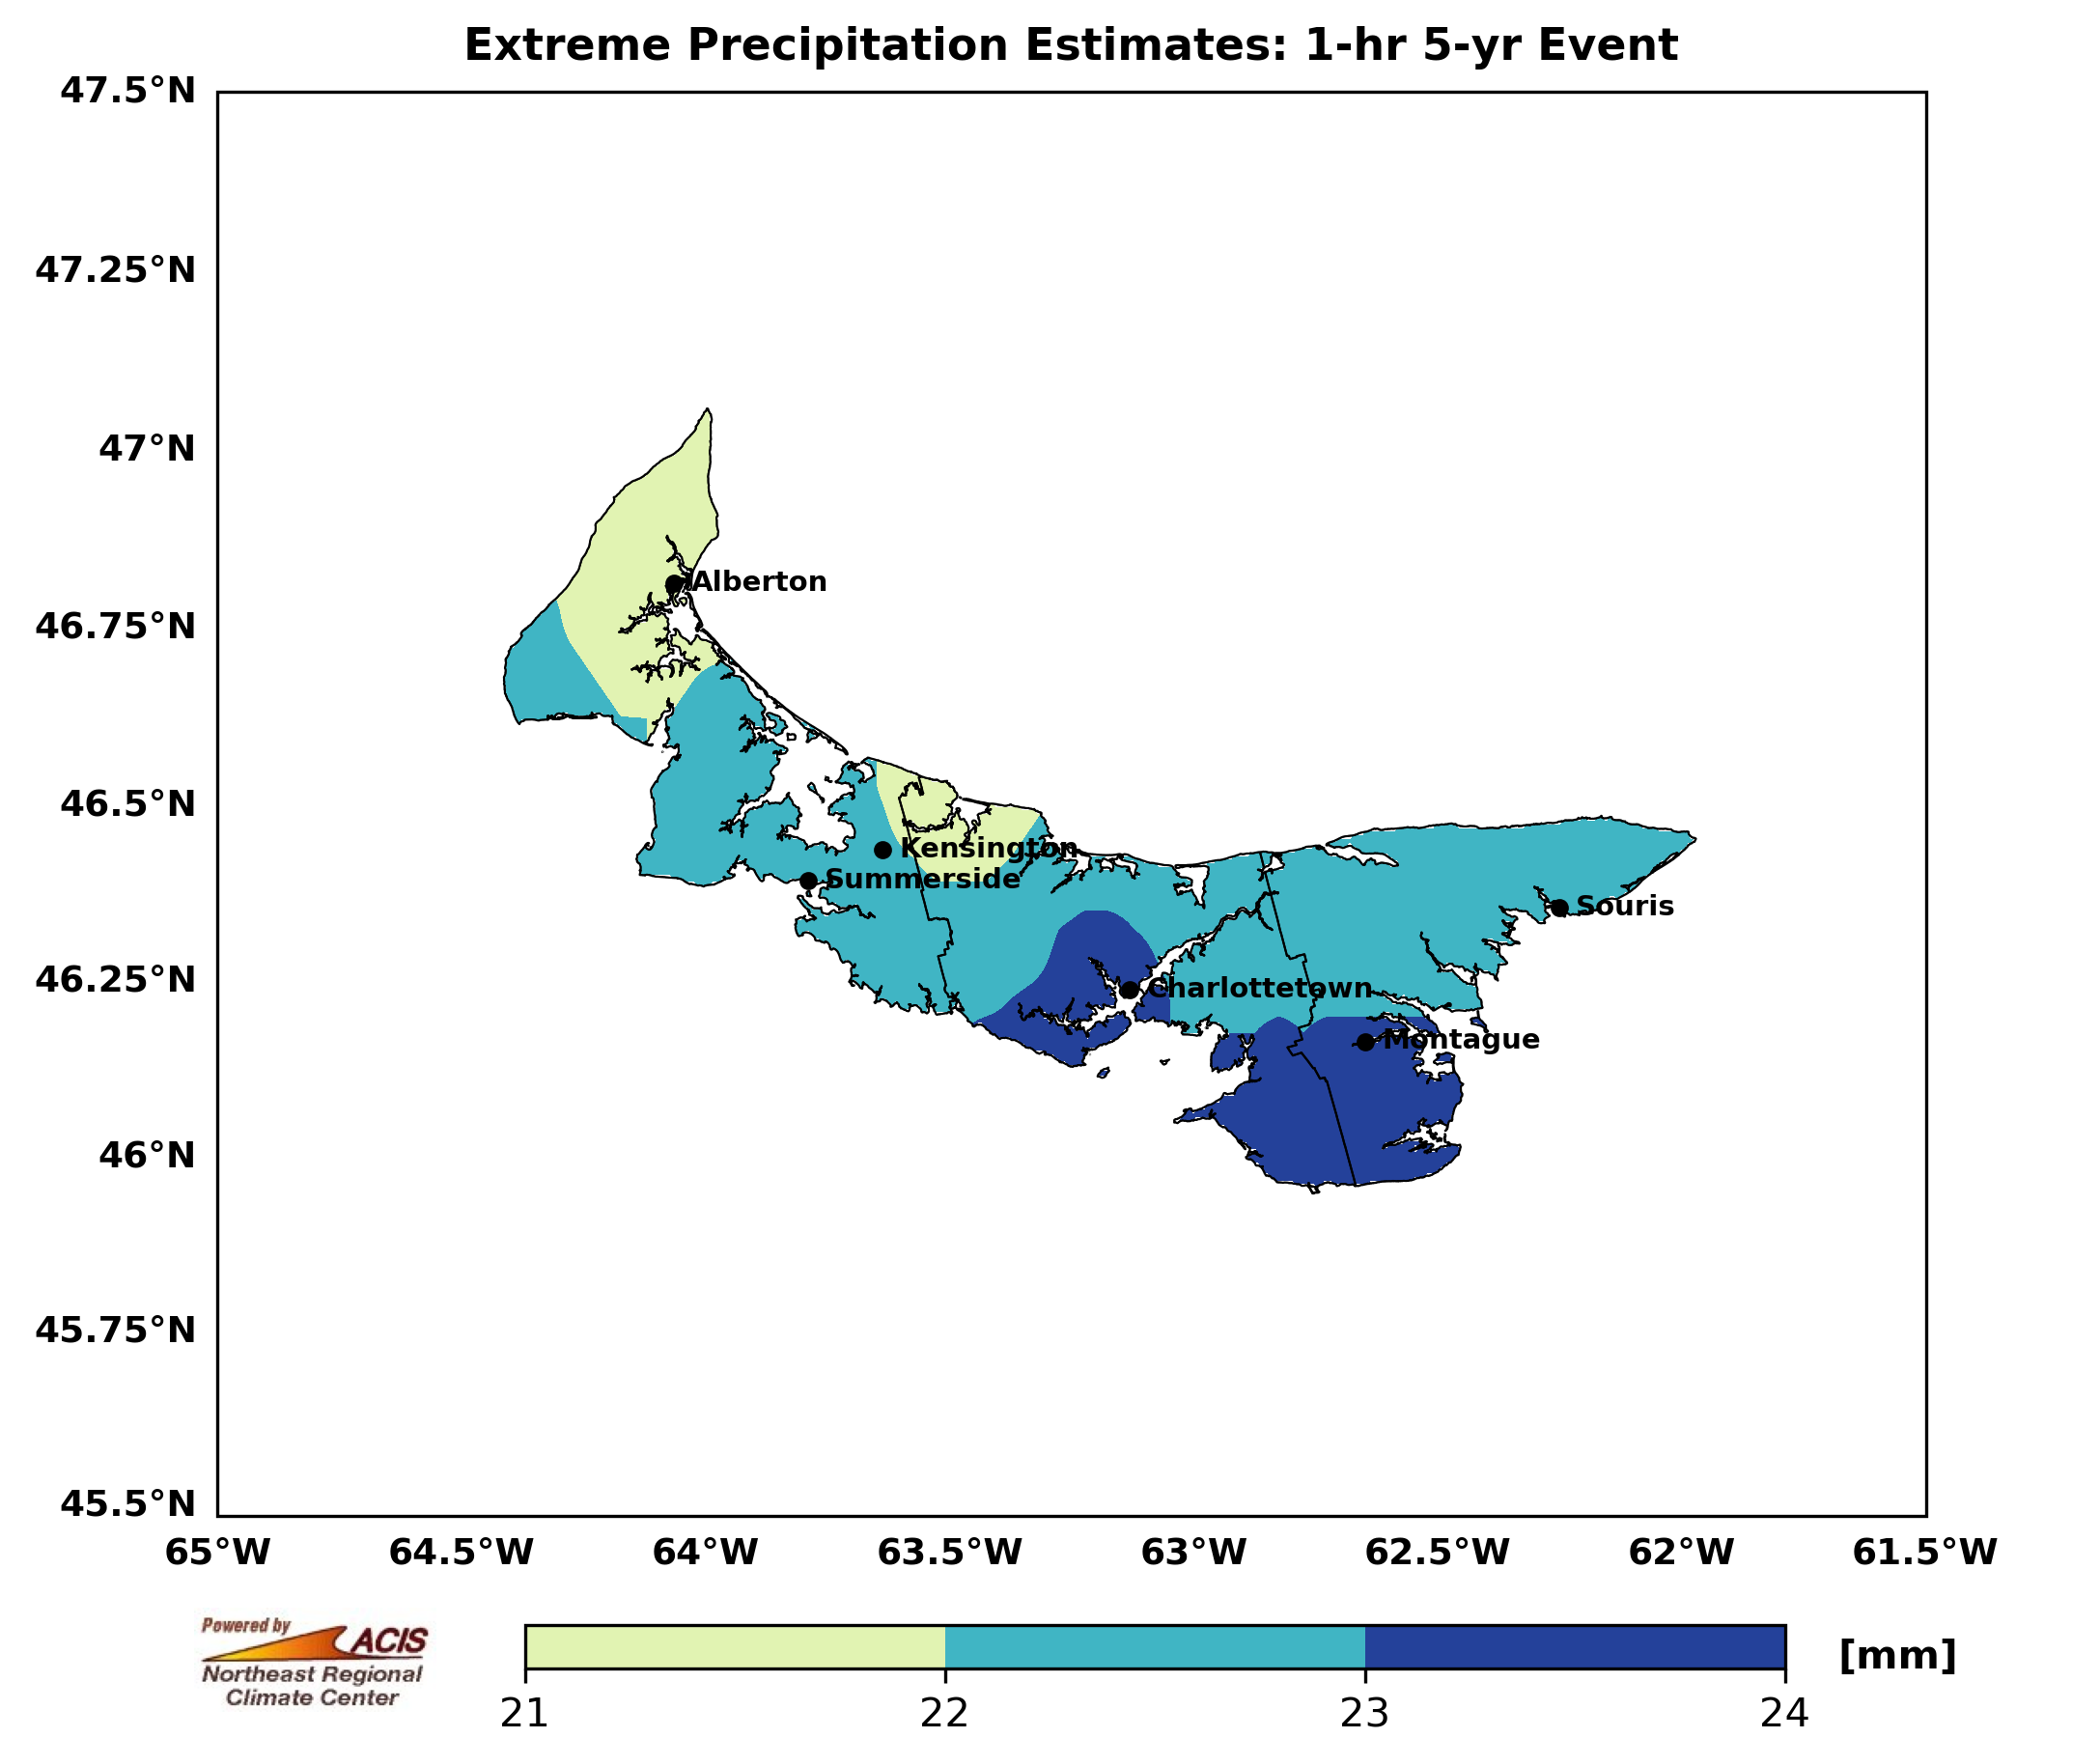 Extreme Precipitation Estimates: 1-hr 5-yr Event
47.5°N
47.25°N
47°N
46.75°N
46.5°N
46.25°N
46°N
45.75°N
45.5°N
Alberton
Kensington
Summerside
Souris
Charlottetown
Montague
65°W 64.5°W 64°W 63.5°W 63°W 62.5°W 62°W 61.5°W
Powered by
ACIS
Northeast Regional
Climate Center
[mm]
21 22 23 24